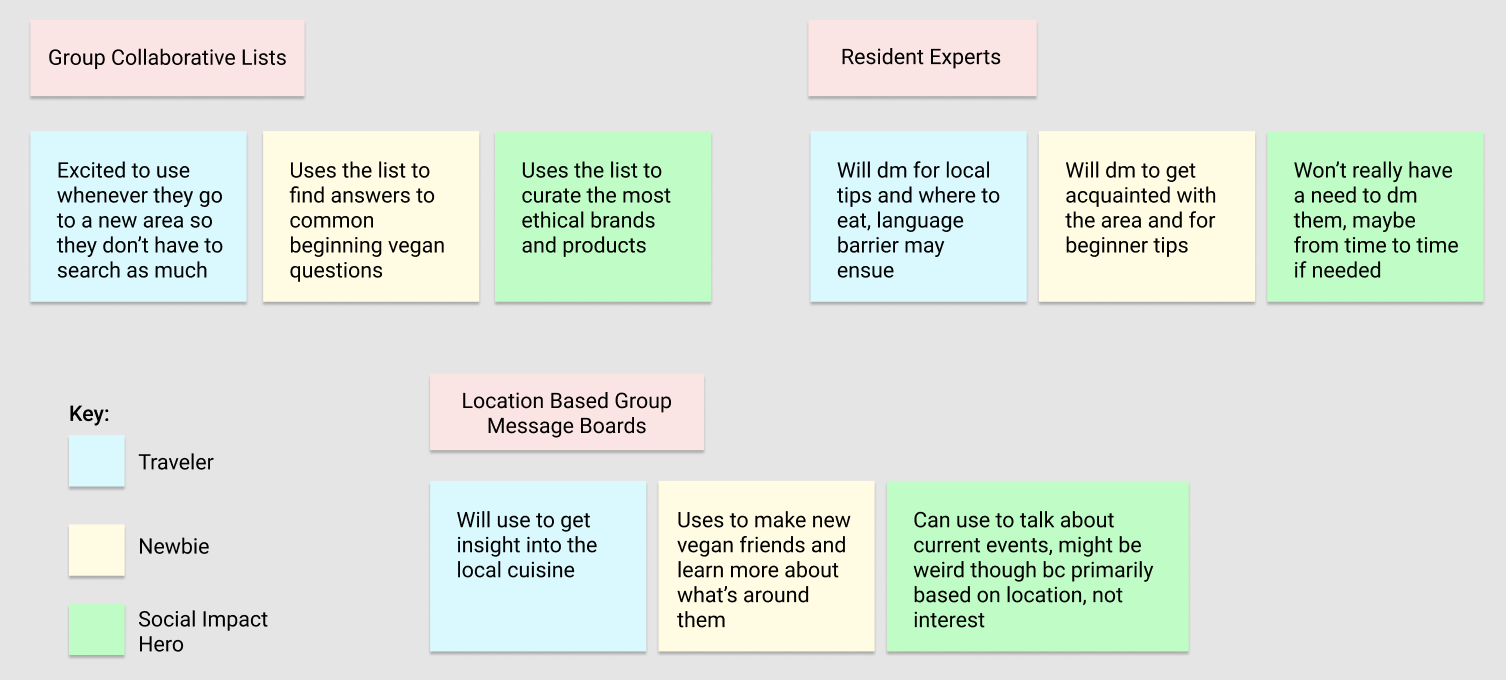 Group Collaborative Lists
Excited to use
whenever they go
to a new area so
they don’t have to
search as much
Uses the list to
find answers to
common
beginning vegan
questions
Uses the list to
curate the most
ethical brands
and products
Resident Experts
Will dm for local
tips and where to
eat, language
barrier may
ensue
Will dm to get
acquainted with
the area and for
beginner tips
Won’t really have
a need to dm
them, maybe
from time to time
if needed
Key:
Traveler
Newbie
Social Impact
Hero
Location Based Group
Message Boards
Will use to get
insight into the
local cuisine
Uses to make new
vegan friends and
learn more about
what’s around
them
Can use to talk about
current events, might be
weird though bc primarily
based on location, not
interest